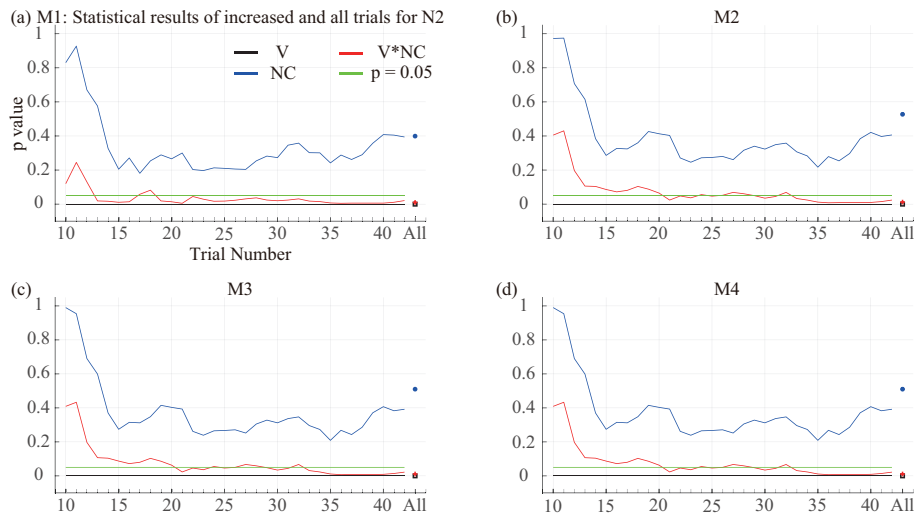 (a) M1: Statistical results of increased and all trials for N2
V
V*NC
NC
p = 0.05
p value
1
0.8
0.6
0.4
0.2
0
10 15 20 25 30 35 40 All
Trial Number
(b) M2
1
0.8
0.6
0.4
0.2
0
10 15 20 25 30 35 40 All
(c) M3
1
0.8
0.6
0.4
0.2
0
10 15 20 25 30 35 40 All
(d) M4
1
0.8
0.6
0.4
0.2
0
10 15 20 25 30 35 40 All